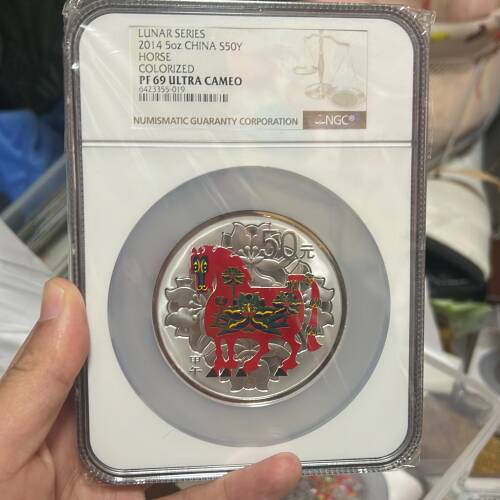 LUNAR SERIES
2014 5oz CHINA S50Y
HORSE
COLORIZED
PF 69 ULTRA CAMEO
6423355-019
NUMISMATIC GUARANTY CORPORATION
NGC®
50元
甲午